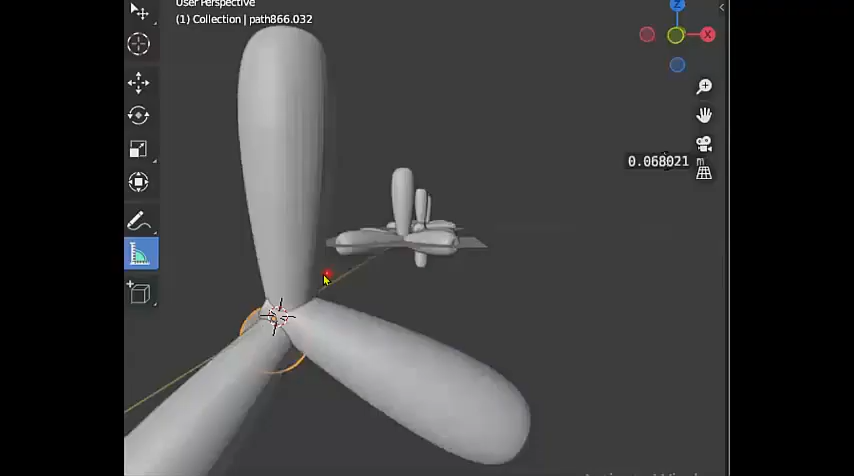 User Perspective
(1) Collection | path866.032
Z
X
0.068021 m